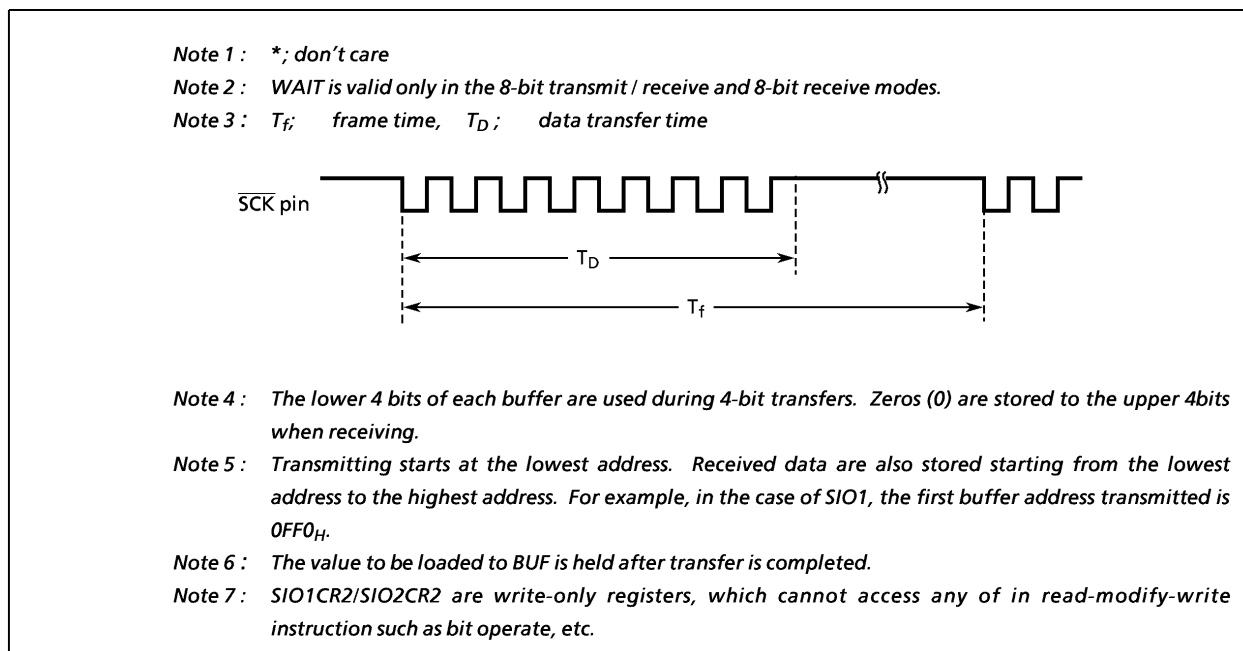 Note 1 : *; don't care
Note 2 : WAIT is valid only in the 8-bit transmit / receive and 8-bit receive modes.
Note 3 : Tf; frame time, TD ; data transfer time
SCK pin
TD
Tf
Note 4 : The lower 4 bits of each buffer are used during 4-bit transfers. Zeros (0) are stored to the upper 4bits
when receiving.
Note 5 : Transmitting starts at the lowest address. Received data are also stored starting from the lowest
address to the highest address. For example, in the case of SIO1, the first buffer address transmitted is
0FF0H.
Note 6 : The value to be loaded to BUF is held after transfer is completed.
Note 7 : SIO1CR2/SIO2CR2 are write-only registers, which cannot access any of in read-modify-write
instruction such as bit operate, etc.